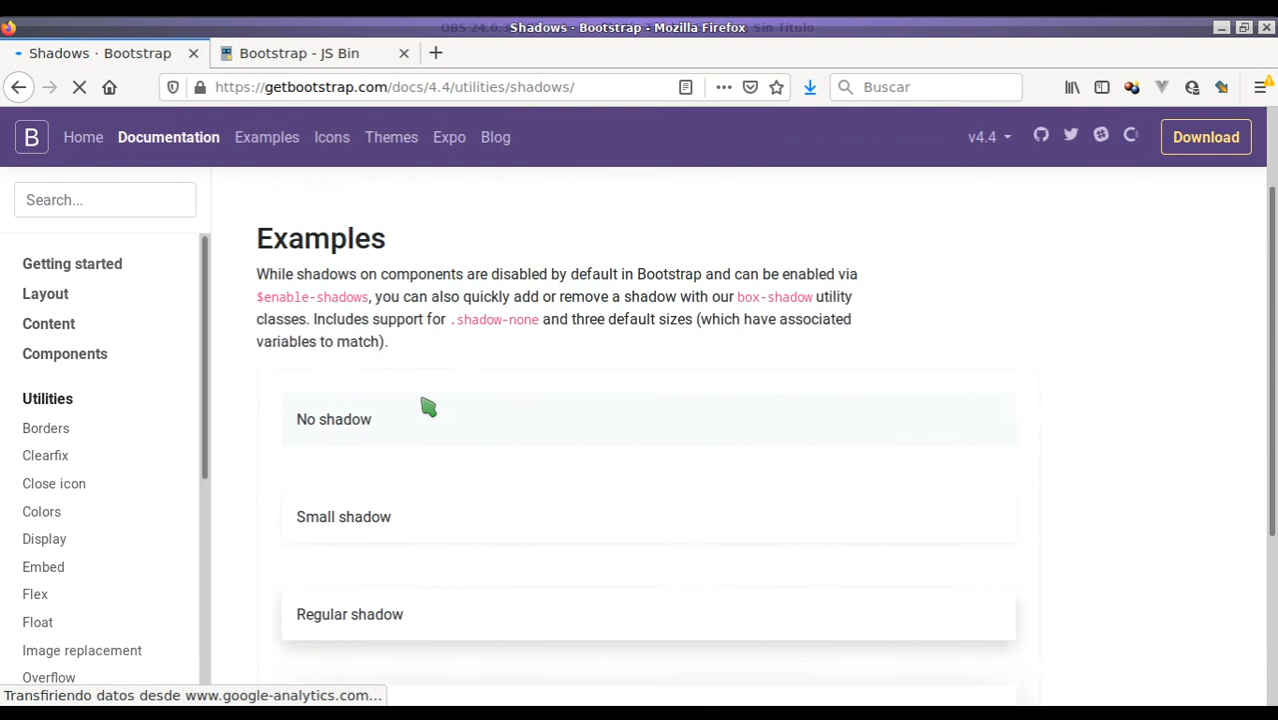 OBS 24.0.
Sin Titulo
Shadows · Bootstrap - Mozilla Firefox
Shadows · Bootstrap
Bootstrap - JS Bin
https://getbootstrap.com/docs/4.4/utilities/shadows/
Buscar
B
Home
Documentation
Examples
Icons
Themes
Expo
Blog
v4.4
Download
Search...
Getting started
Layout
Content
Components
Utilities
Borders
Clearfix
Close icon
Colors
Display
Embed
Flex
Float
Image replacement
Overflow
Examples
While shadows on components are disabled by default in Bootstrap and can be enabled via
$enable-shadows, you can also quickly add or remove a shadow with our box-shadow utility
classes. Includes support for .shadow-none and three default sizes (which have associated
variables to match).
No shadow
Small shadow
Regular shadow
Transfiriendo datos desde www.google-analytics.com...